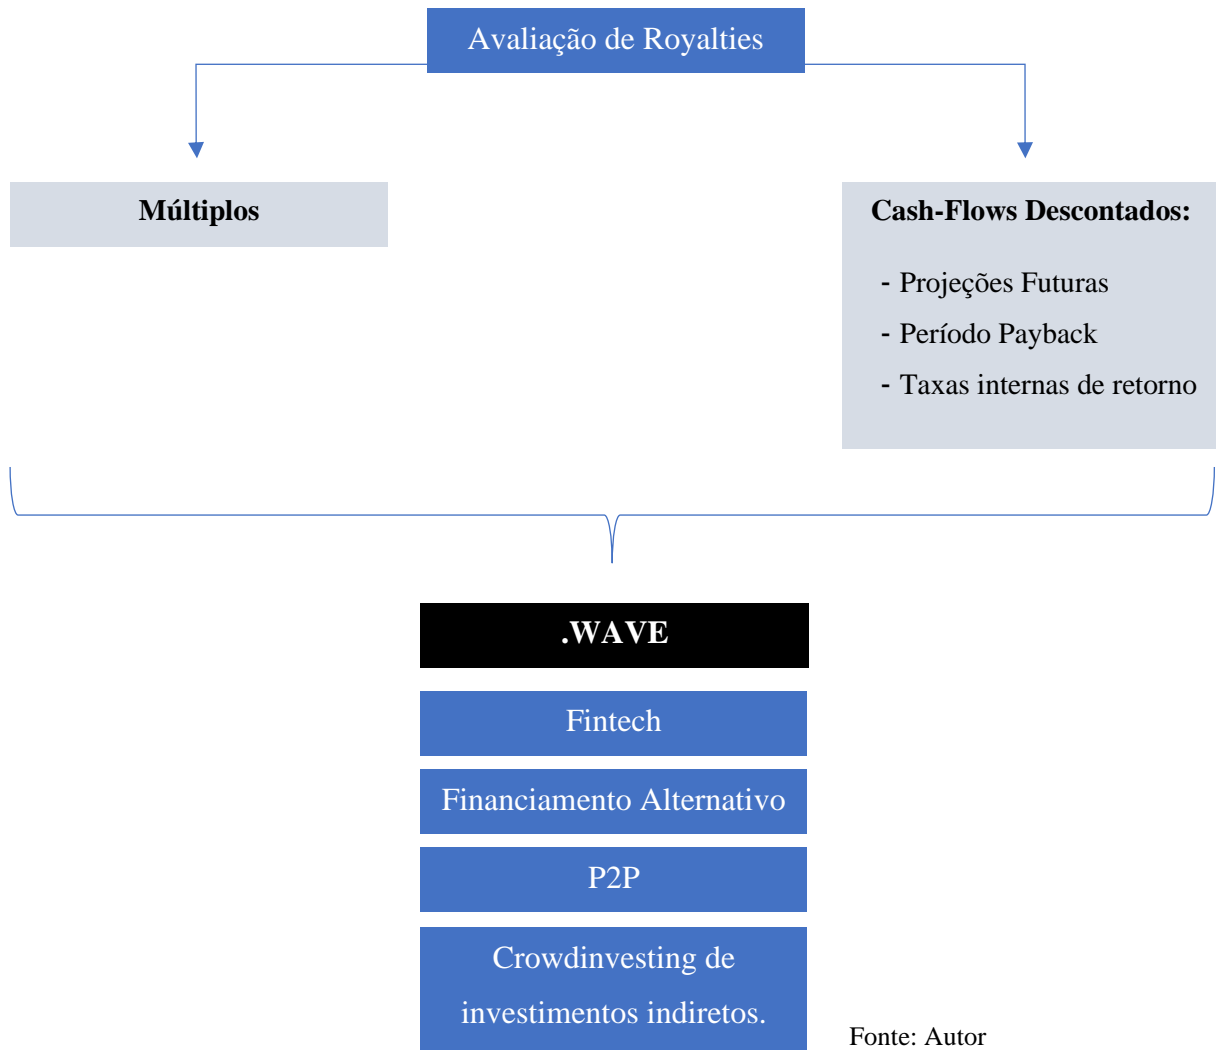 Avaliação de Royalties
Múltiplos
Cash-Flows Descontados:
- Projeções Futuras
- Período Payback
- Taxas internas de retorno
.WAVE
Fintech
Financiamento Alternativo
P2P
Crowdinvesting de
investimentos indiretos.
Fonte: Autor